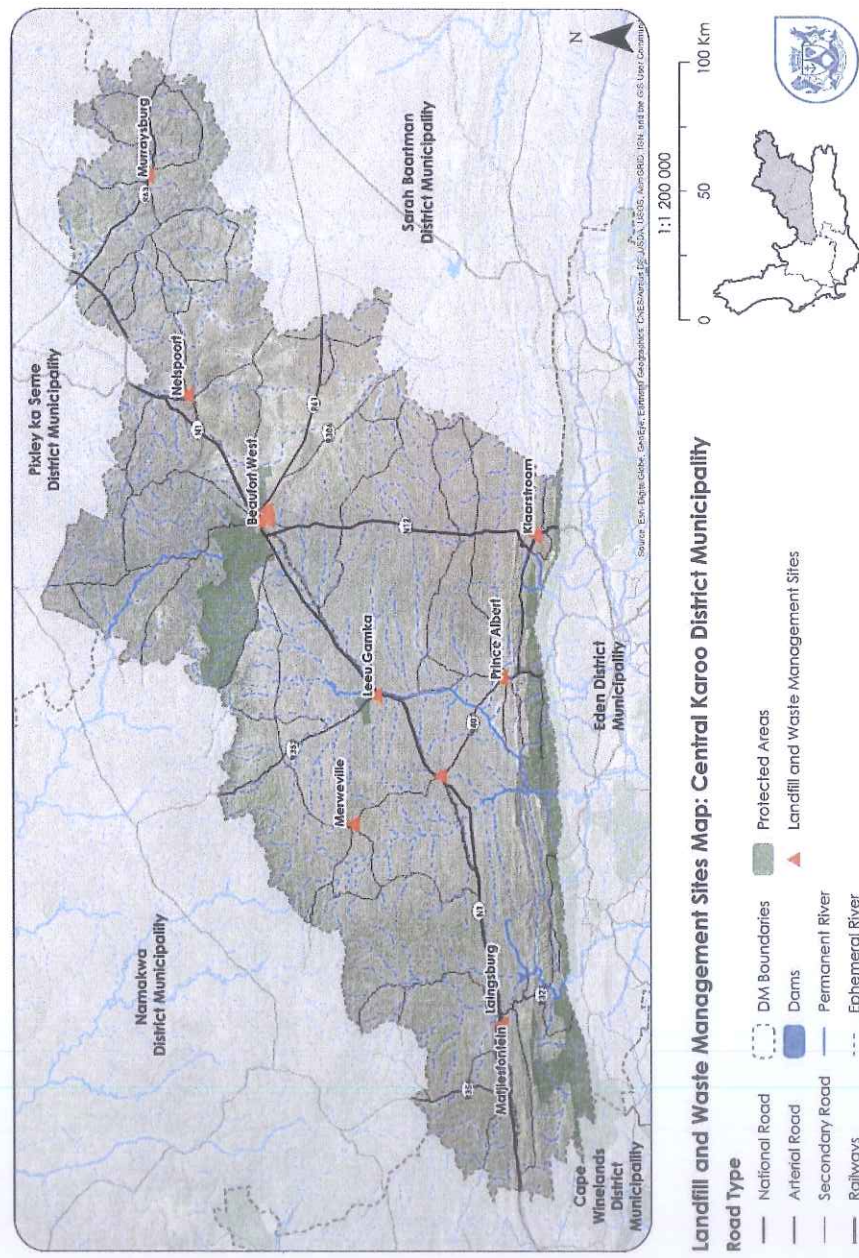 Pixley ka Seme
District Municipality
Namakwa
District Municipality
Murraysburg
R63
Nelspoort
N1
Beaufort West
R61
R306
Sarah Baartman
District Municipality
N
Leeu Gamka
R353
Merweville
N12
Klaarstroom
Prince Albert
R407
N1
Laingsburg
Matjiesfontein
R354
R323
Eden District
Municipality
Cape
Winelands
District
Municipality
Landfill and Waste Management Sites Map: Central Karoo District Municipality
Road Type
National Road
Arterial Road
Secondary Road
Railways
DM Boundaries
Dams
Permanent River
Ephemeral River
Protected Areas
Landfill and Waste Management Sites
1:1 200 000
0 50 100 Km